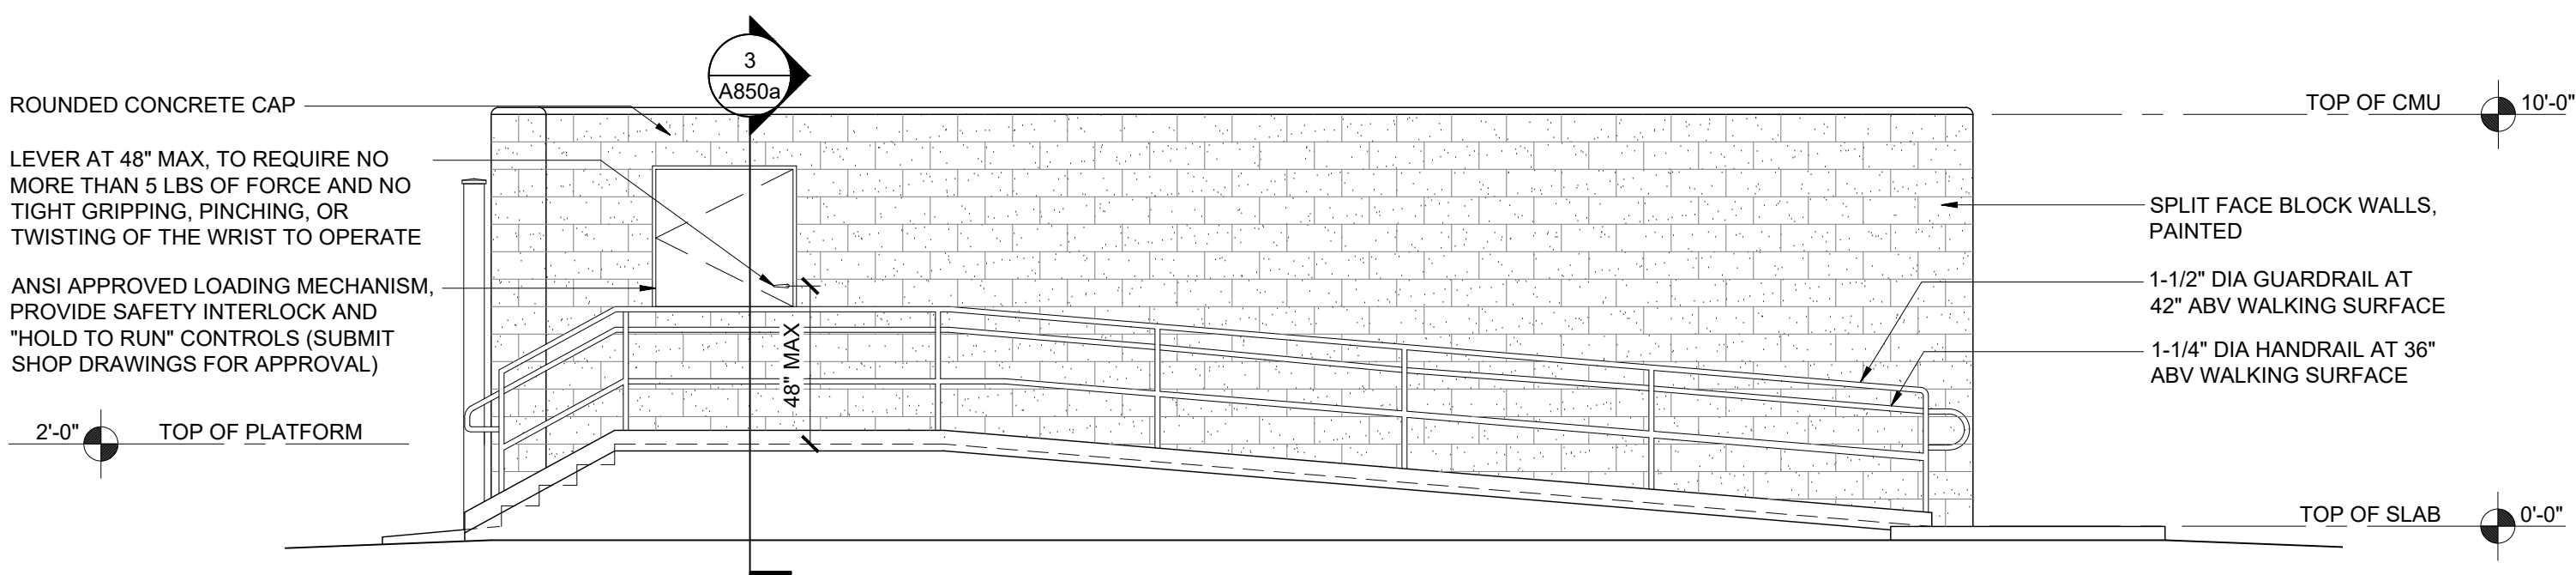 3
A850a
ROUNDED CONCRETE CAP
LEVER AT 48" MAX, TO REQUIRE NO
MORE THAN 5 LBS OF FORCE AND NO
TIGHT GRIPPING, PINCHING, OR
TWISTING OF THE WRIST TO OPERATE
ANSI APPROVED LOADING MECHANISM,
PROVIDE SAFETY INTERLOCK AND
"HOLD TO RUN" CONTROLS (SUBMIT
SHOP DRAWINGS FOR APPROVAL)
2'-0" TOP OF PLATFORM
48" MAX
TOP OF CMU 10'-0"
SPLIT FACE BLOCK WALLS,
PAINTED
1-1/2" DIA GUARDRAIL AT
42" ABV WALKING SURFACE
1-1/4" DIA HANDRAIL AT 36"
ABV WALKING SURFACE
TOP OF SLAB 0'-0"